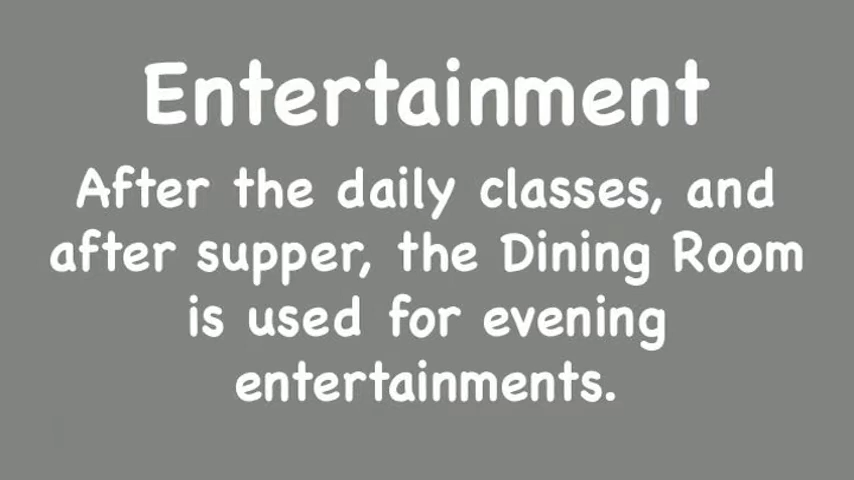 Entertainment
After the daily classes, and
after supper, the Dining Room
is used for evening
entertainments.